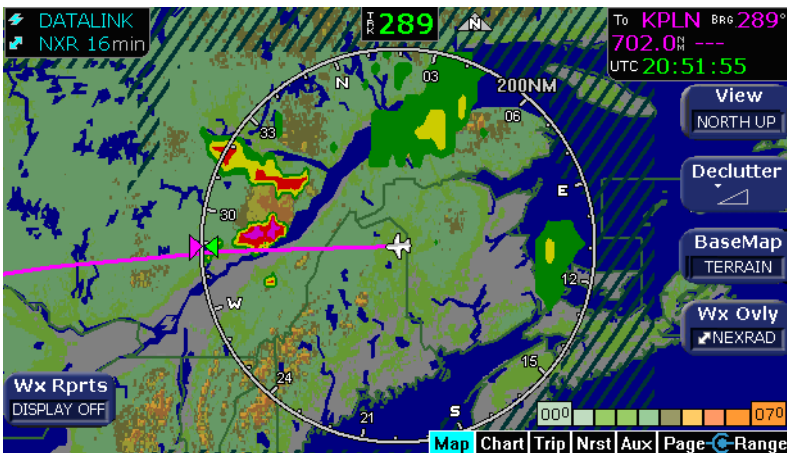 DATALINK
NXR 16min
TRK 289
N
To KPLN BRG 289°
702.0NM ---
UTC 20:51:55
View
NORTH UP
Declutter
BaseMap
TERRAIN
Wx Ovly
NEXRAD
Wx Rprts
DISPLAY OFF
200NM
N
03
06
E
12
15
S
21
24
W
30
33
000
070
Map Chart Trip Nrst Aux Page Range